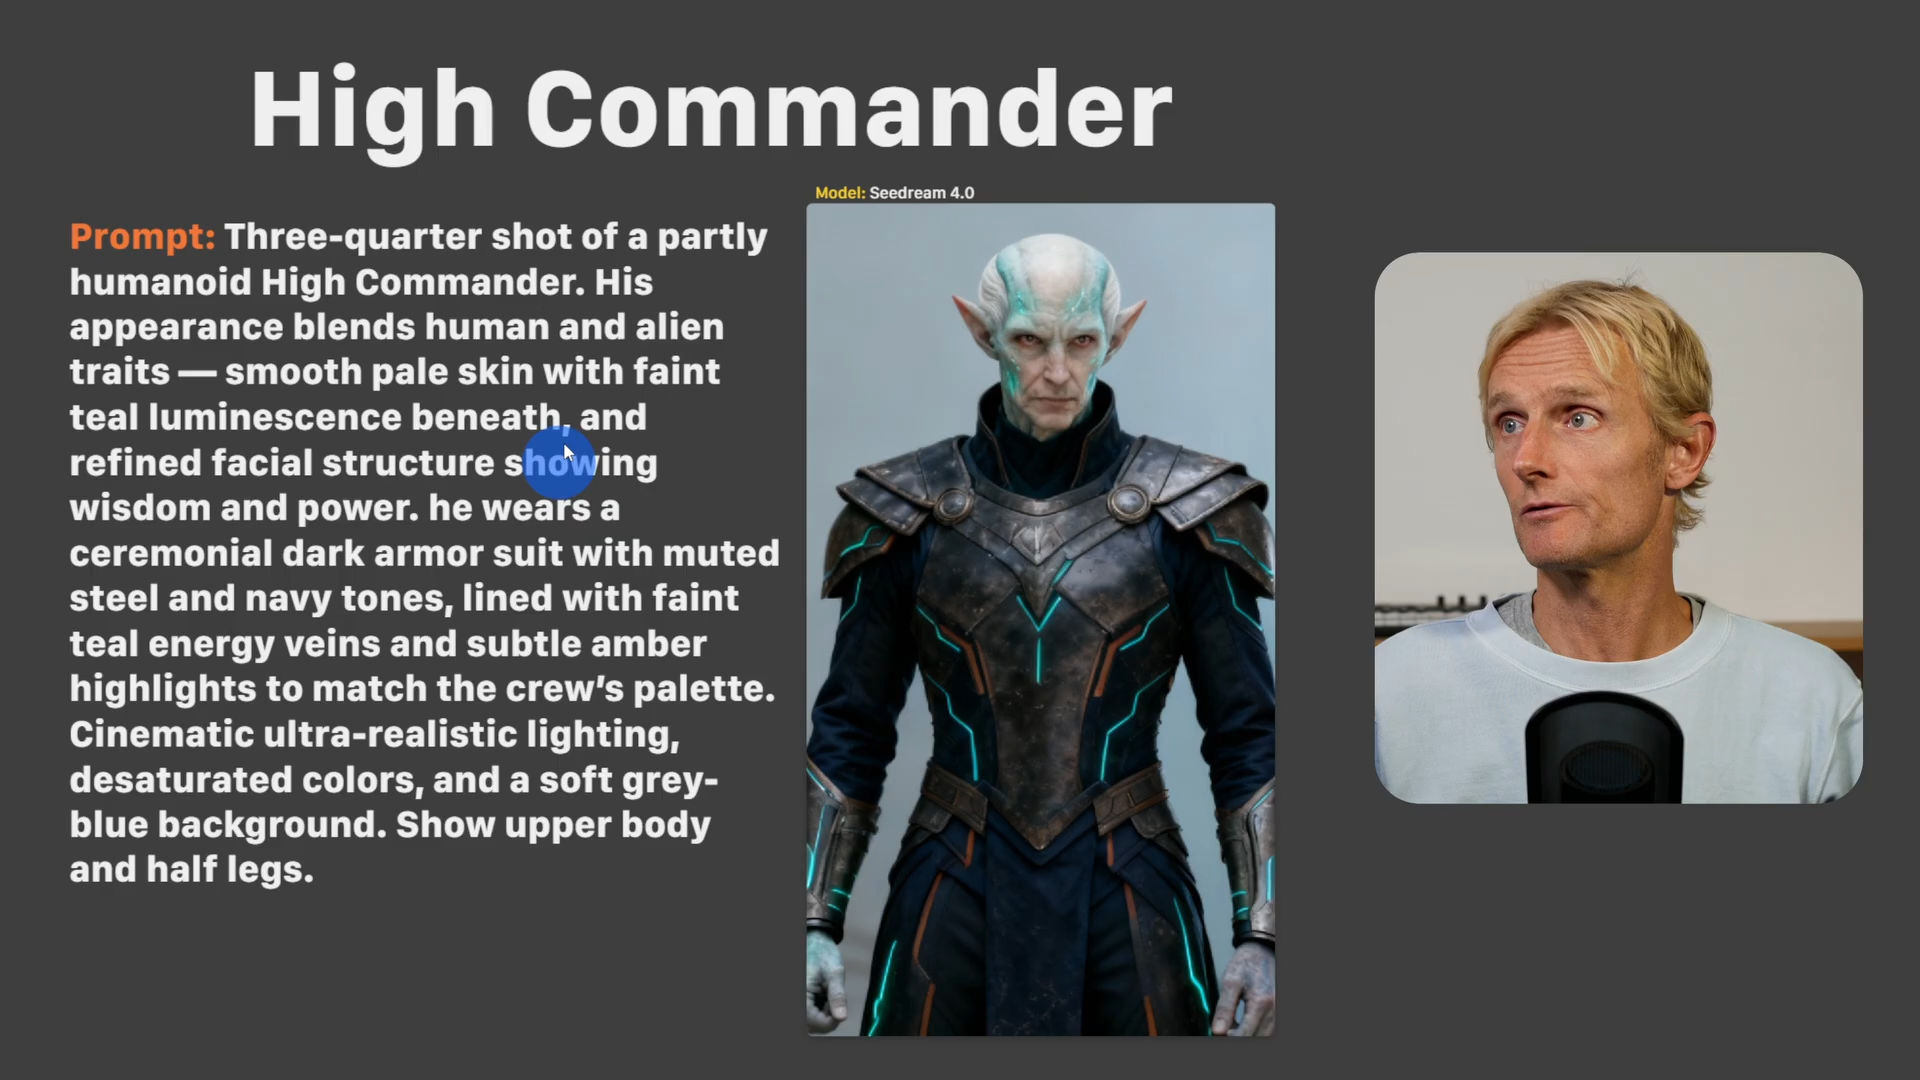 High Commander
Model: Seedream 4.0
Prompt: Three-quarter shot of a partly
humanoid High Commander. His
appearance blends human and alien
traits — smooth pale skin with faint
teal luminescence beneath, and
refined facial structure showing
wisdom and power. he wears a
ceremonial dark armor suit with muted
steel and navy tones, lined with faint
teal energy veins and subtle amber
highlights to match the crew’s palette.
Cinematic ultra-realistic lighting,
desaturated colors, and a soft grey-
blue background. Show upper body
and half legs.